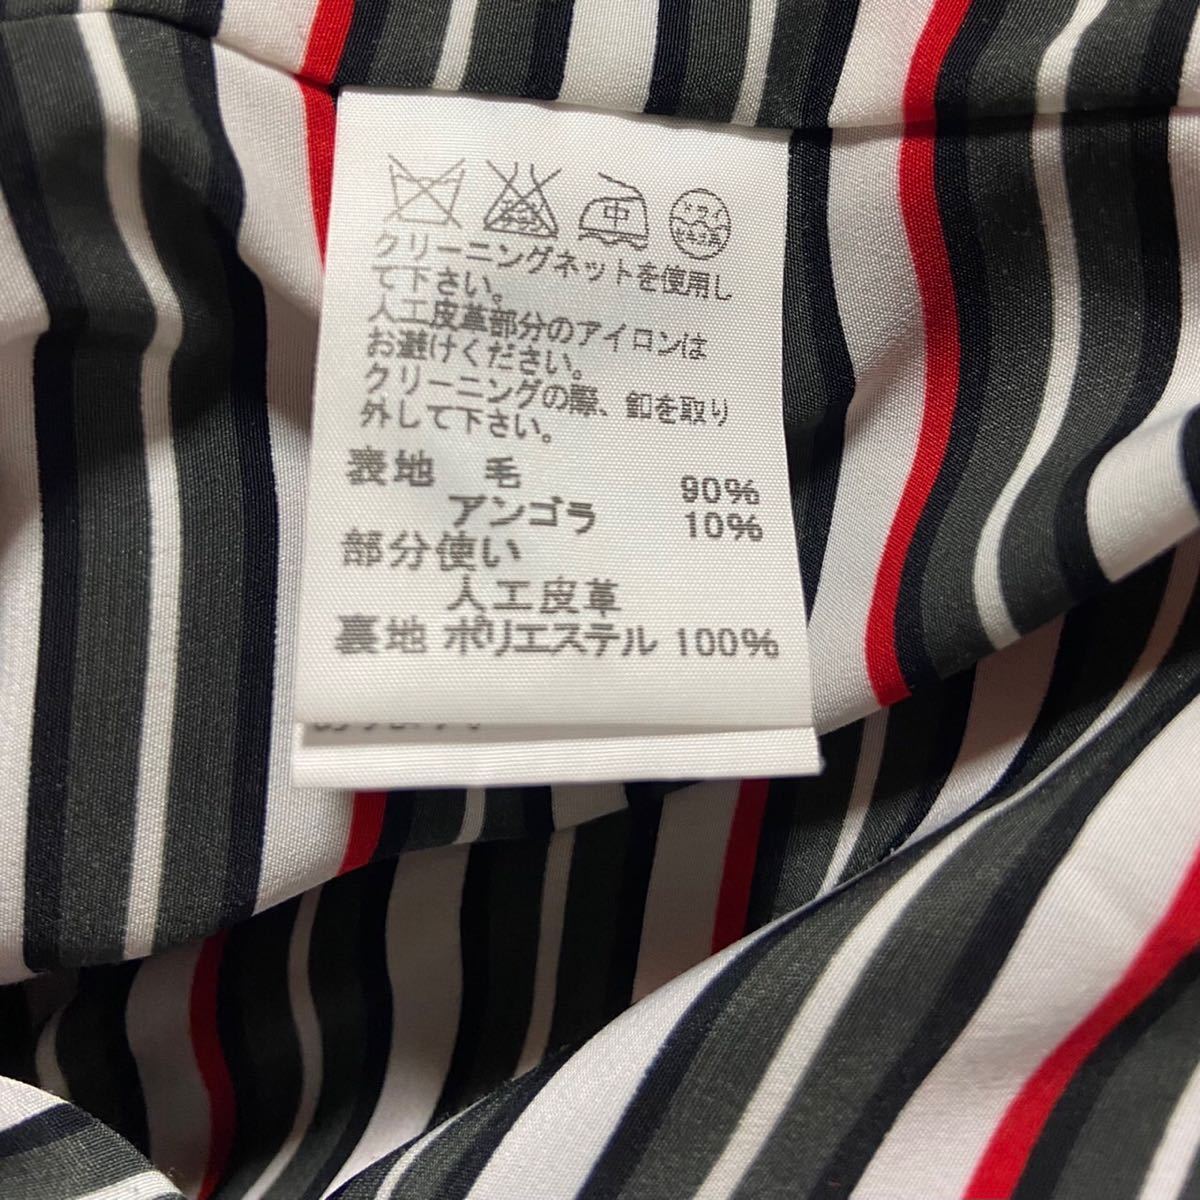 中
ドライ
クリーニングネットを使用し
て下さい。
人工皮革部分のアイロンは
お避けください。
クリーニングの際、釦を取り
外して下さい。
表地 毛 90%
アンゴラ 10%
部分使い
人工皮革
裏地 ポリエステル 100%